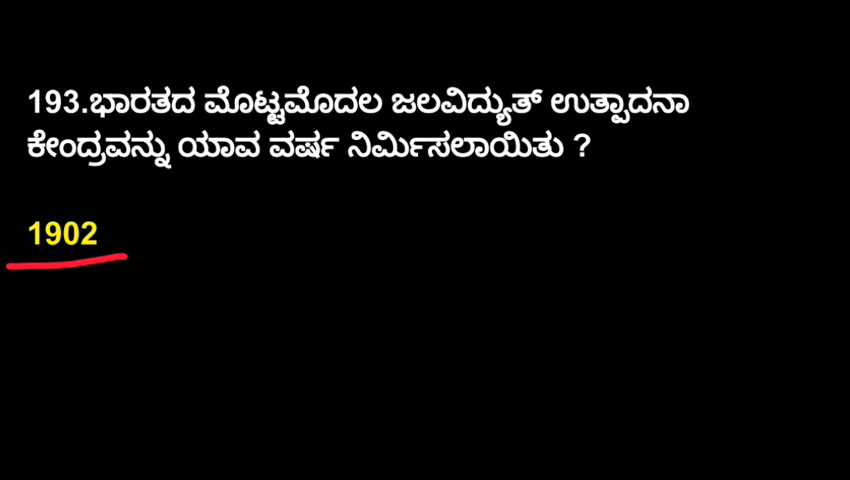 193.ಭಾರತದ ಮೊಟ್ಟಮೊದಲ ಜಲವಿದ್ಯುತ್ ಉತ್ಪಾದನಾ
ಕೇಂದ್ರವನ್ನು ಯಾವ ವರ್ಷ ನಿರ್ಮಿಸಲಾಯಿತು ?
1902